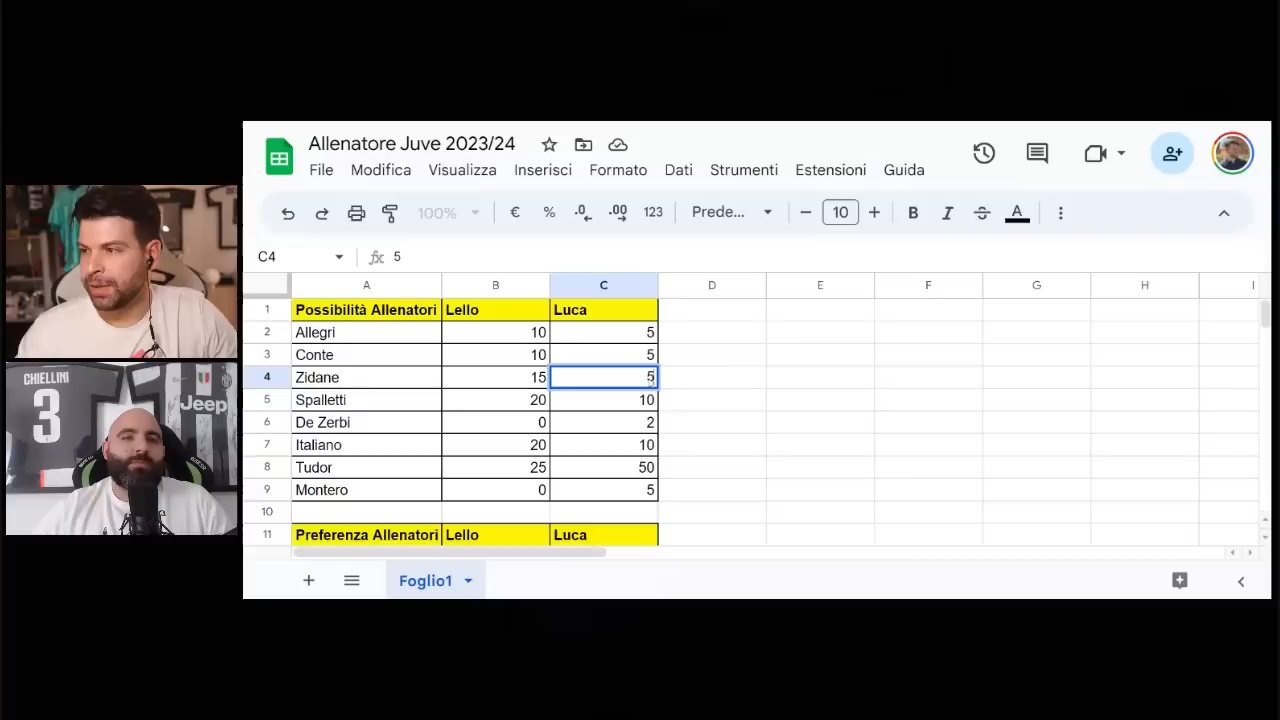 Allenatore Juve 2023/24
File Modifica Visualizza Inserisci Formato Dati Strumenti Estensioni Guida
100% € % .0 .00 123 Prede... 10 B I S A
C4 fx 5
A B C D E F G H I
1 Possibilità Allenatori Lello Luca
2 Allegri 10 5
3 Conte 10 5
4 Zidane 15 5
5 Spalletti 20 10
6 De Zerbi 0 2
7 Italiano 20 10
8 Tudor 25 50
9 Montero 0 5
10
11 Preferenza Allenatori Lello Luca
Foglio1
CHIELLINI
3
Jeep